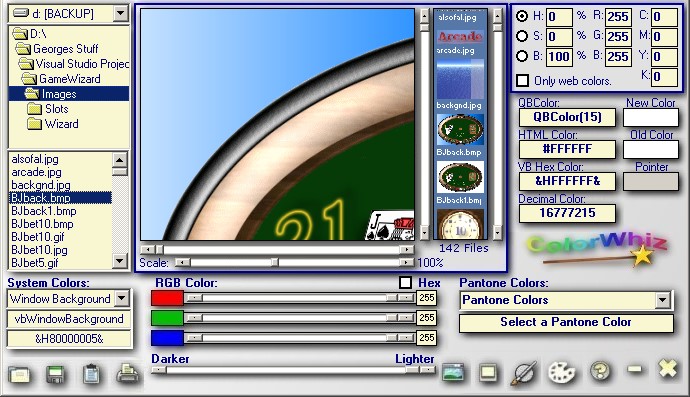 d: [BACKUP]
D:\
Georges Stuff
Visual Studio Projec
GameWizard
Images
Slots
Wizard
alsofal.jpg
arcade.jpg
backgnd.jpg
BJback.bmp
BJback1.bmp
BJbet10.bmp
BJbet10.gif
BJbet10.jpg
BJbet5.gif
21
J
Scale:
100%
alsofal.jpg
Arcade
arcade.jpg
backgnd.jpg
BJback.bmp
BJback1.bmp
142 Files
H: 0 % R: 255 C: 0
S: 0 % G: 255 M: 0
B: 100 % B: 255 Y: 0
Only web colors. K: 0
QBColor: New Color
QBColor(15)
HTML Color: Old Color
#FFFFFF
VB Hex Color: Pointer
&HFFFFFF&
Decimal Color:
16777215
ColorWhiz
System Colors:
Window Background
vbWindowBackground
&H80000005&
RGB Color: Hex
255
255
255
Darker Lighter
Pantone Colors:
Pantone Colors
Select a Pantone Color